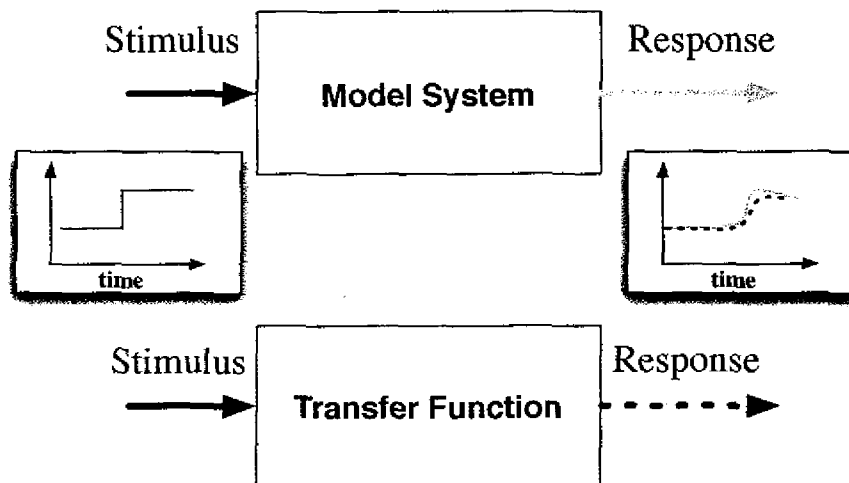 Stimulus
Model System
Response
time
time
Stimulus
Transfer Function
Response